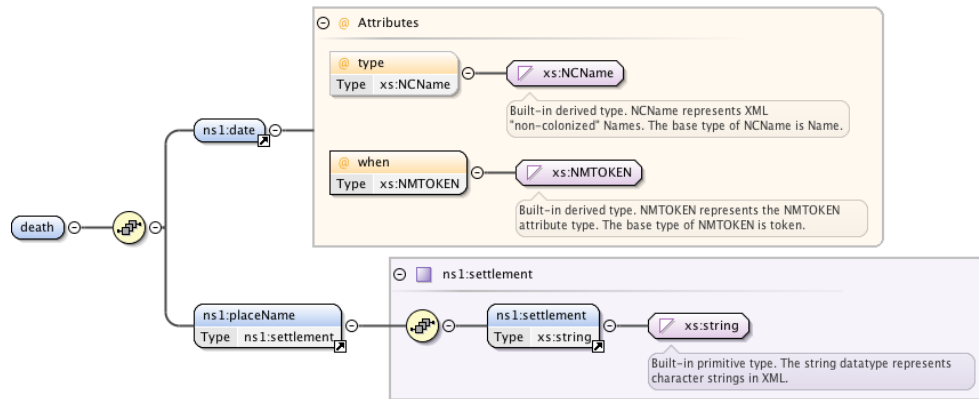 @ Attributes
@ type
Type xs:NCName
xs:NCName
Built-in derived type. NCName represents XML
"non-colonized" Names. The base type of NCName is Name.
ns1:date
@ when
Type xs:NMTOKEN
xs:NMTOKEN
Built-in derived type. NMTOKEN represents the NMTOKEN
attribute type. The base type of NMTOKEN is token.
death
ns1:settlement
ns1:placeName
Type ns1:settlement
ns1:settlement
Type xs:string
xs:string
Built-in primitive type. The string datatype represents
character strings in XML.